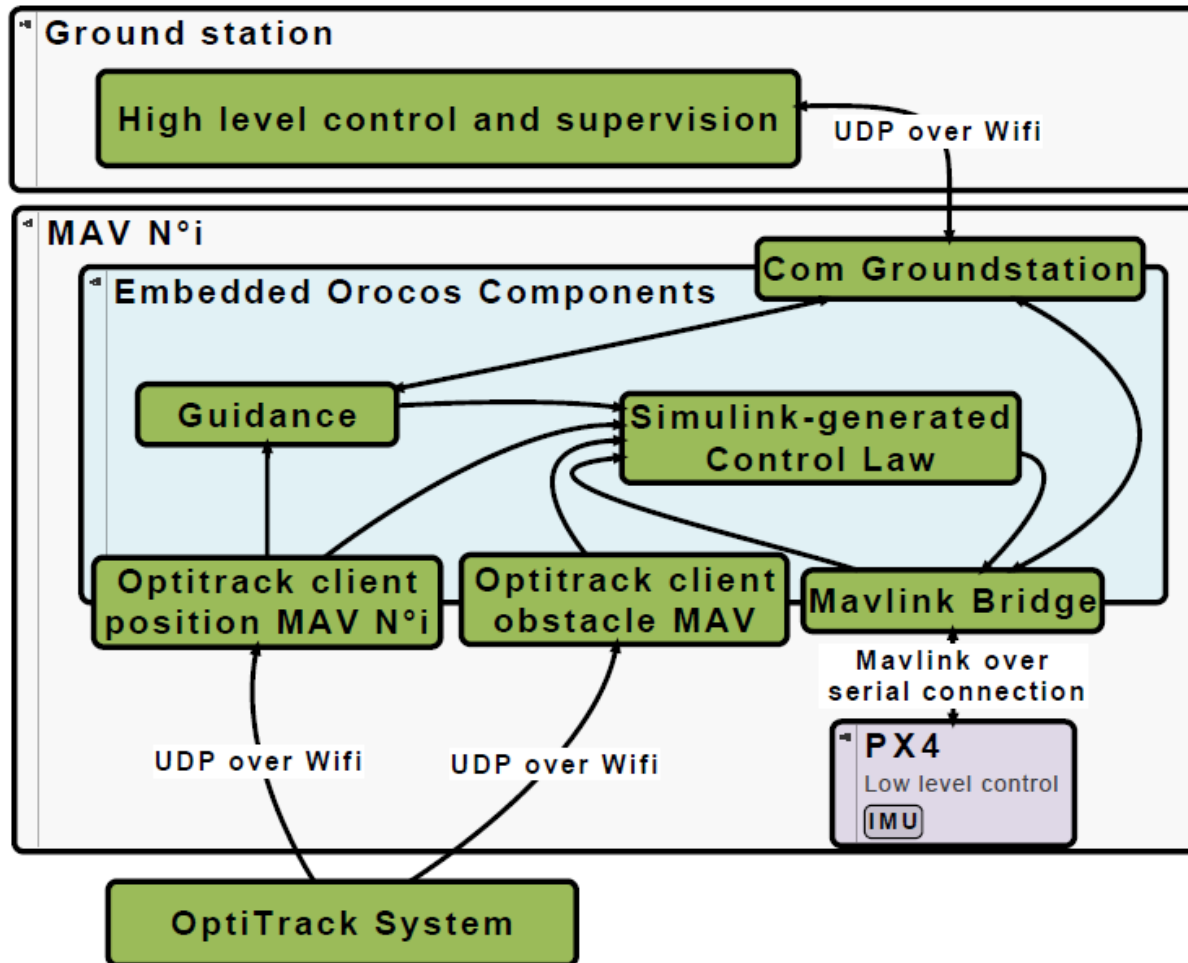 Ground station
High level control and supervision
UDP over Wifi
MAV N°i
Com Groundstation
Embedded Orocos Components
Guidance
Simulink-generated
Control Law
Optitrack client
position MAV N°i
Optitrack client
obstacle MAV
Mavlink Bridge
Mavlink over
serial connection
UDP over Wifi
UDP over Wifi
PX4
Low level control
IMU
OptiTrack System